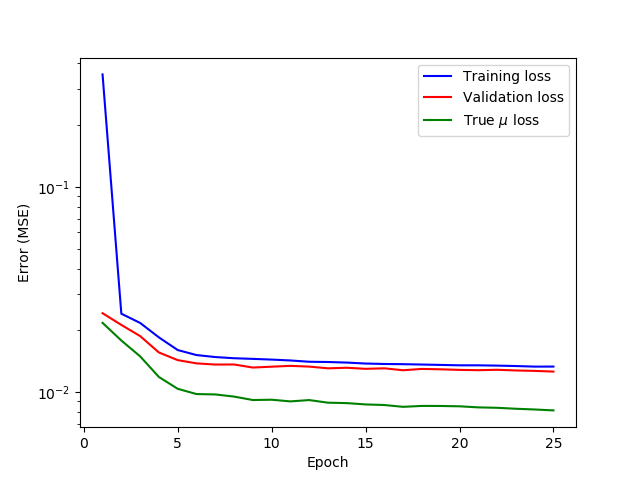 Training loss
Validation loss
True μ loss
Error (MSE)
10⁻¹
10⁻²
0 5 10 15 20 25
Epoch